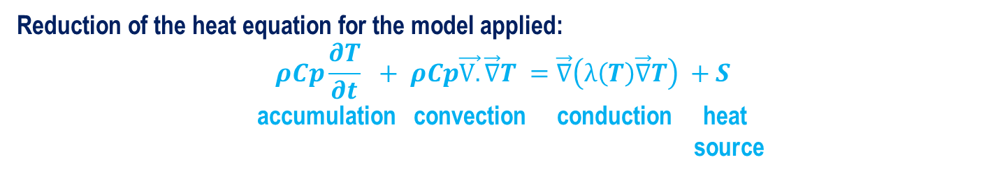 Reduction of the heat equation for the model applied:
ρCp ∂T/∂t + ρCpV⃗.∇⃗T = ∇⃗(λ(T)∇⃗T) + S
accumulation convection conduction heat
source